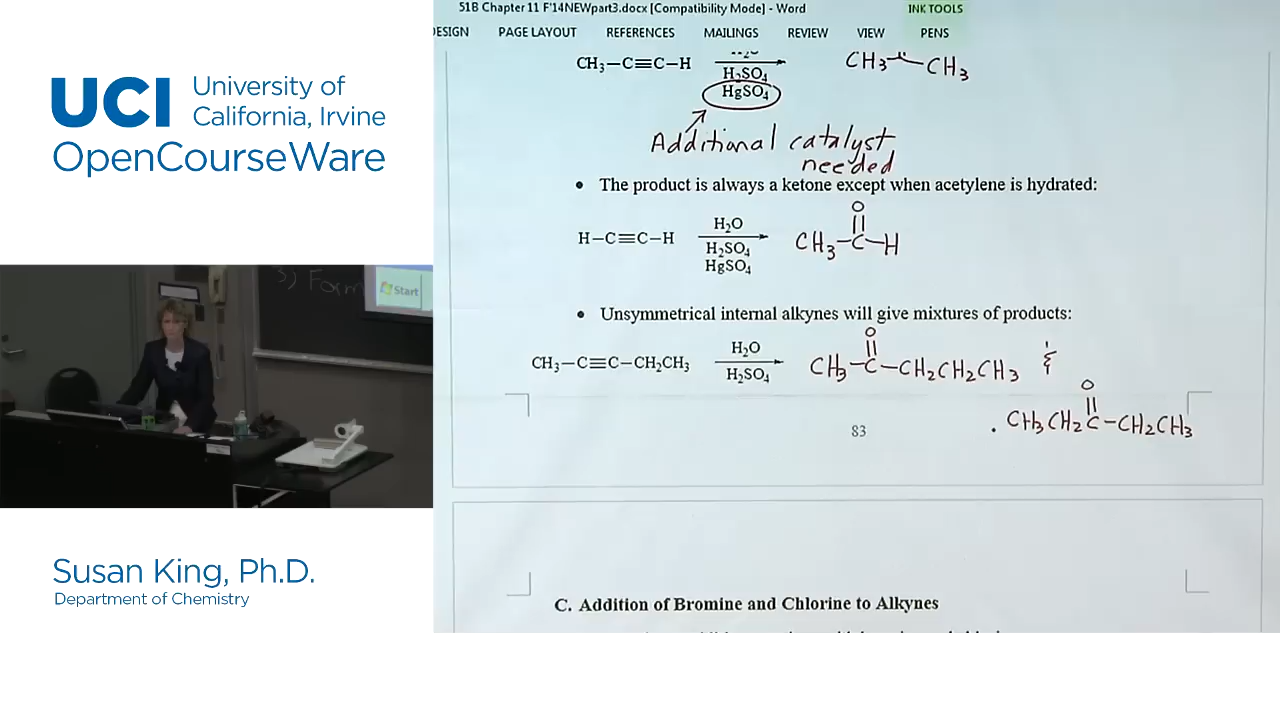 51B Chapter 11 F'14NEWpart3.docx [Compatibility Mode] - Word
INK TOOLS
ESIGN PAGE LAYOUT REFERENCES MAILINGS REVIEW VIEW PENS
UCI University of California, Irvine
OpenCourseWare
CH₃−C≡C−H
H₂SO₄
HgSO₄
CH₃ CH₃
Additional catalyst
needed
• The product is always a ketone except when acetylene is hydrated:
H−C≡C−H
H₂O
H₂SO₄
HgSO₄
O
CH₃−C−H
• Unsymmetrical internal alkynes will give mixtures of products:
CH₃−C≡C−CH₂CH₃
H₂O
H₂SO₄
O
CH₃−C−CH₂CH₂CH₃ &
O
CH₃CH₂C−CH₂CH₃
83
C. Addition of Bromine and Chlorine to Alkynes
3) Form
Start
Susan King, Ph.D.
Department of Chemistry